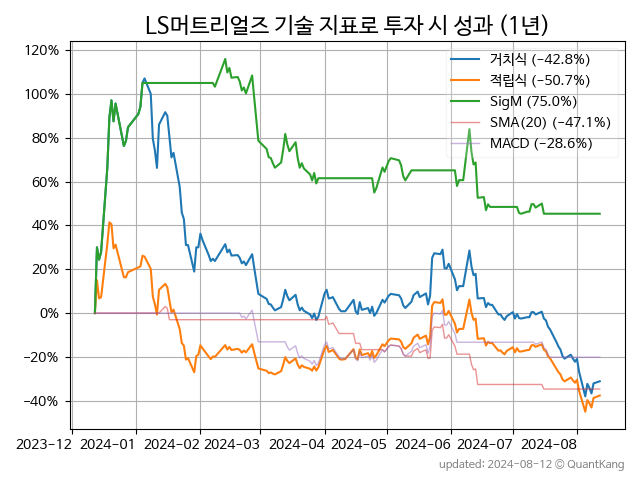 LS머트리얼즈 기술 지표로 투자 시 성과 (1년)
120%
100%
80%
60%
40%
20%
0%
−20%
−40%
거치식 (−42.8%)
적립식 (−50.7%)
SigM (75.0%)
SMA(20) (−47.1%)
MACD (−28.6%)
2023-12 2024-01 2024-02 2024-03 2024-04 2024-05 2024-06 2024-07 2024-08
updated: 2024-08-12 © QuantKang